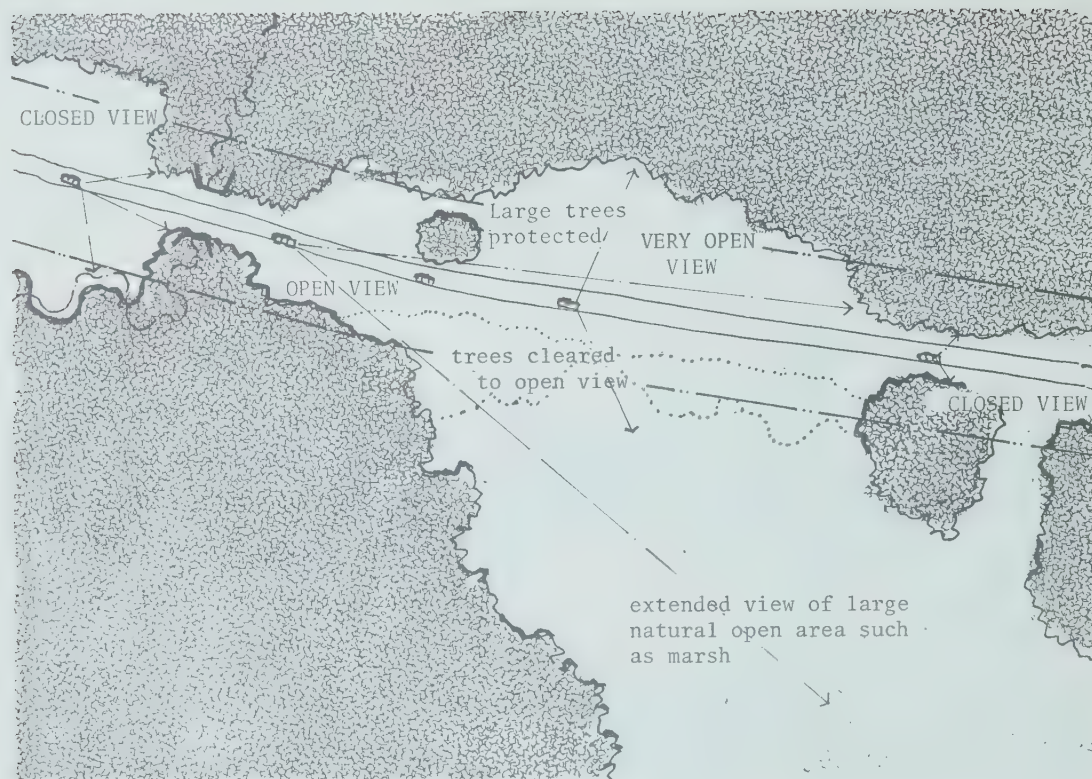 CLOSED VIEW
Large trees
protected
VERY OPEN
VIEW
OPEN VIEW
trees cleared
to open view
CLOSED VIEW
extended view of large
natural open area such
as marsh